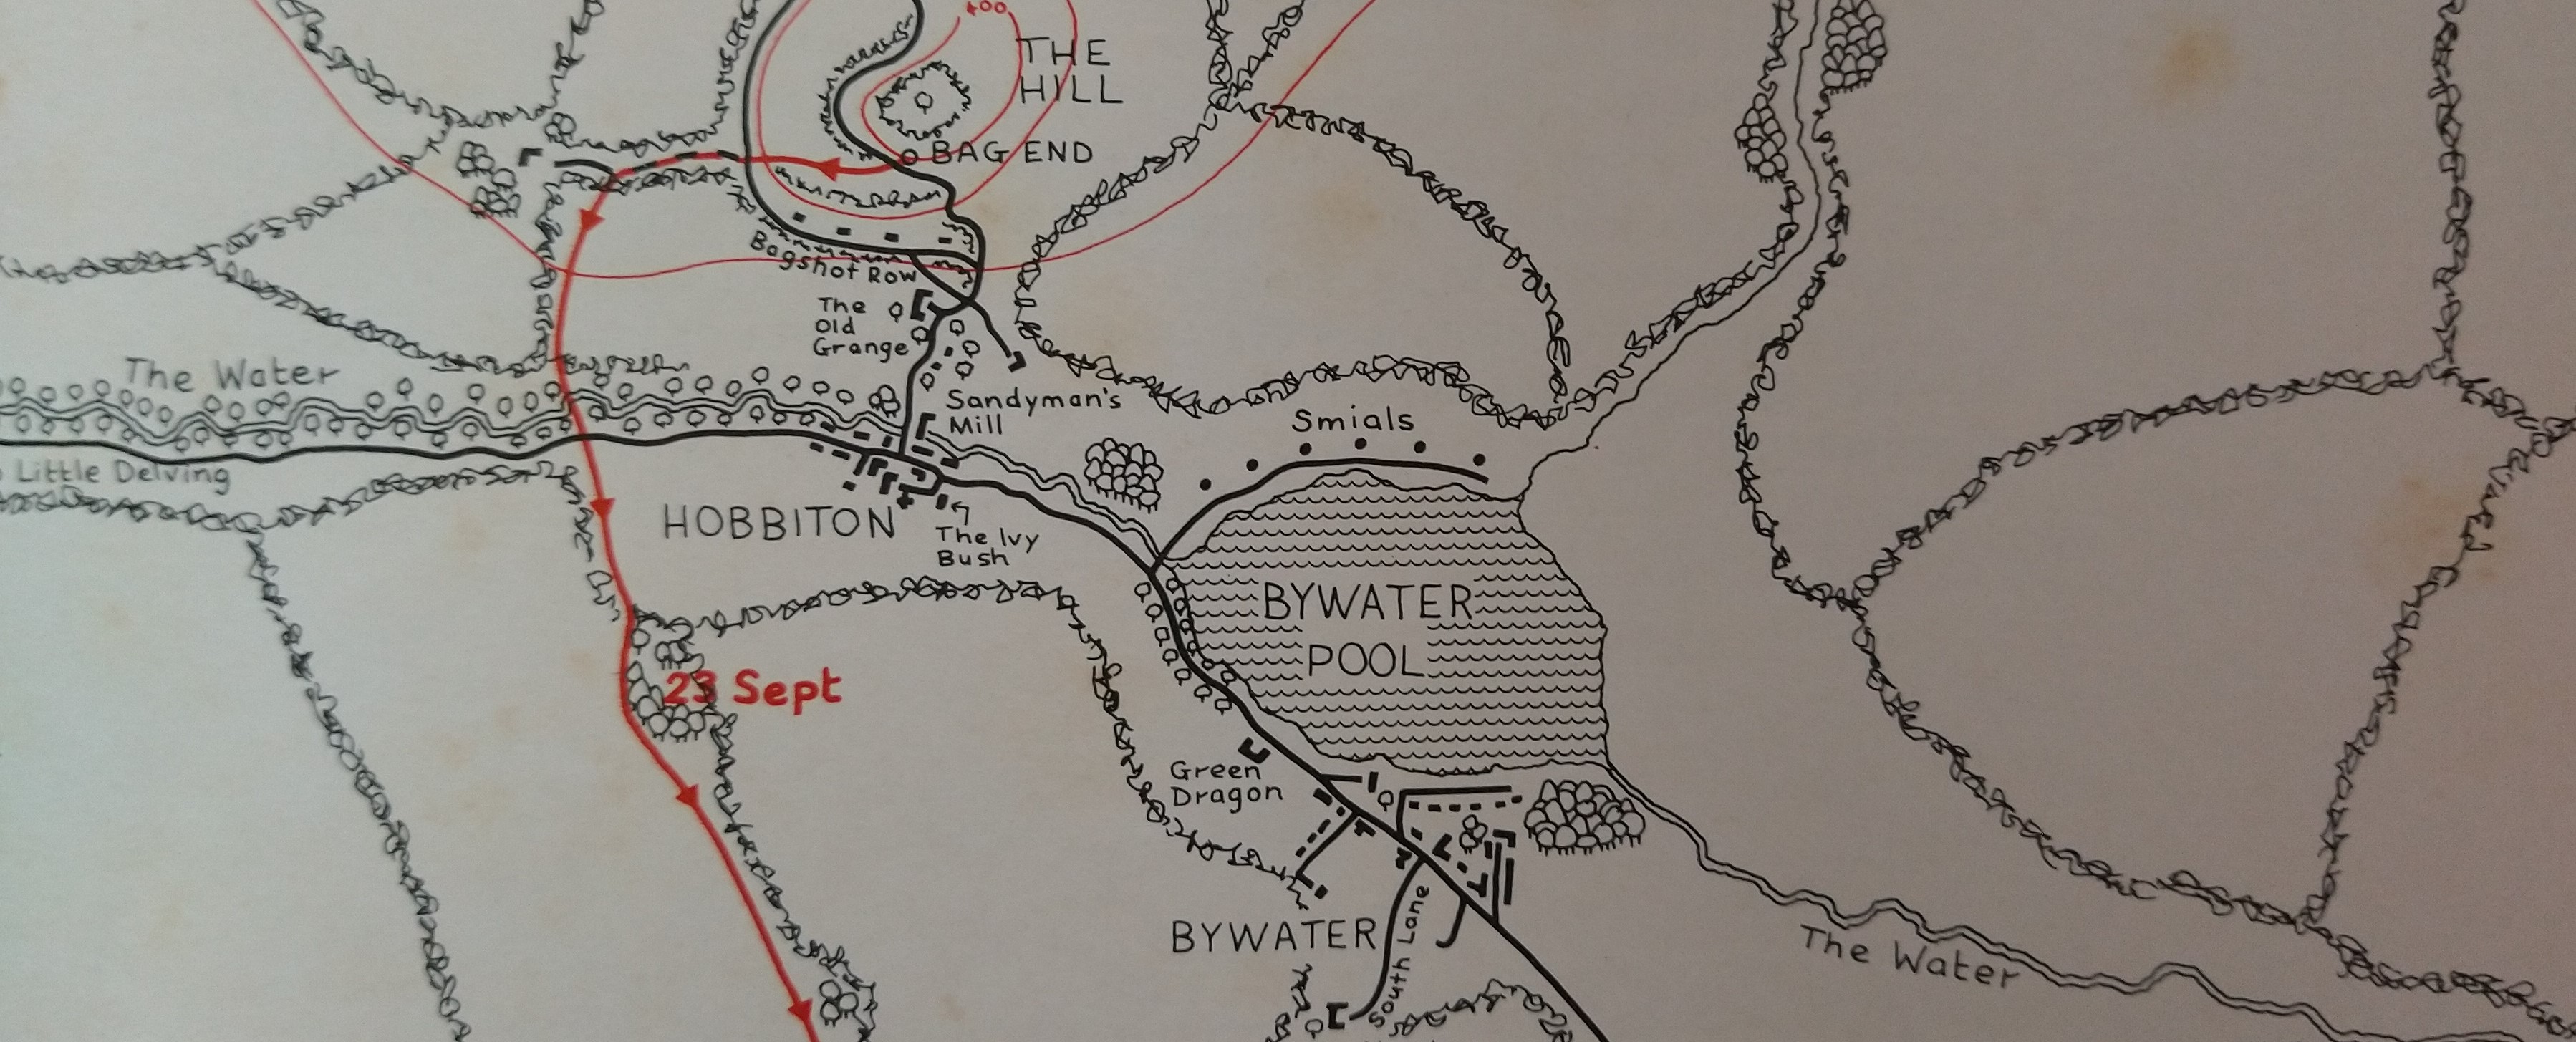 400
THE
HILL
BAG END
Bagshot Row
The
Old
Grange
The Water
Sandyman's
Mill
Smials
Little Delving
HOBBITON
The Ivy
Bush
BYWATER
POOL
23 Sept
Green
Dragon
BYWATER
South Lane
The Water